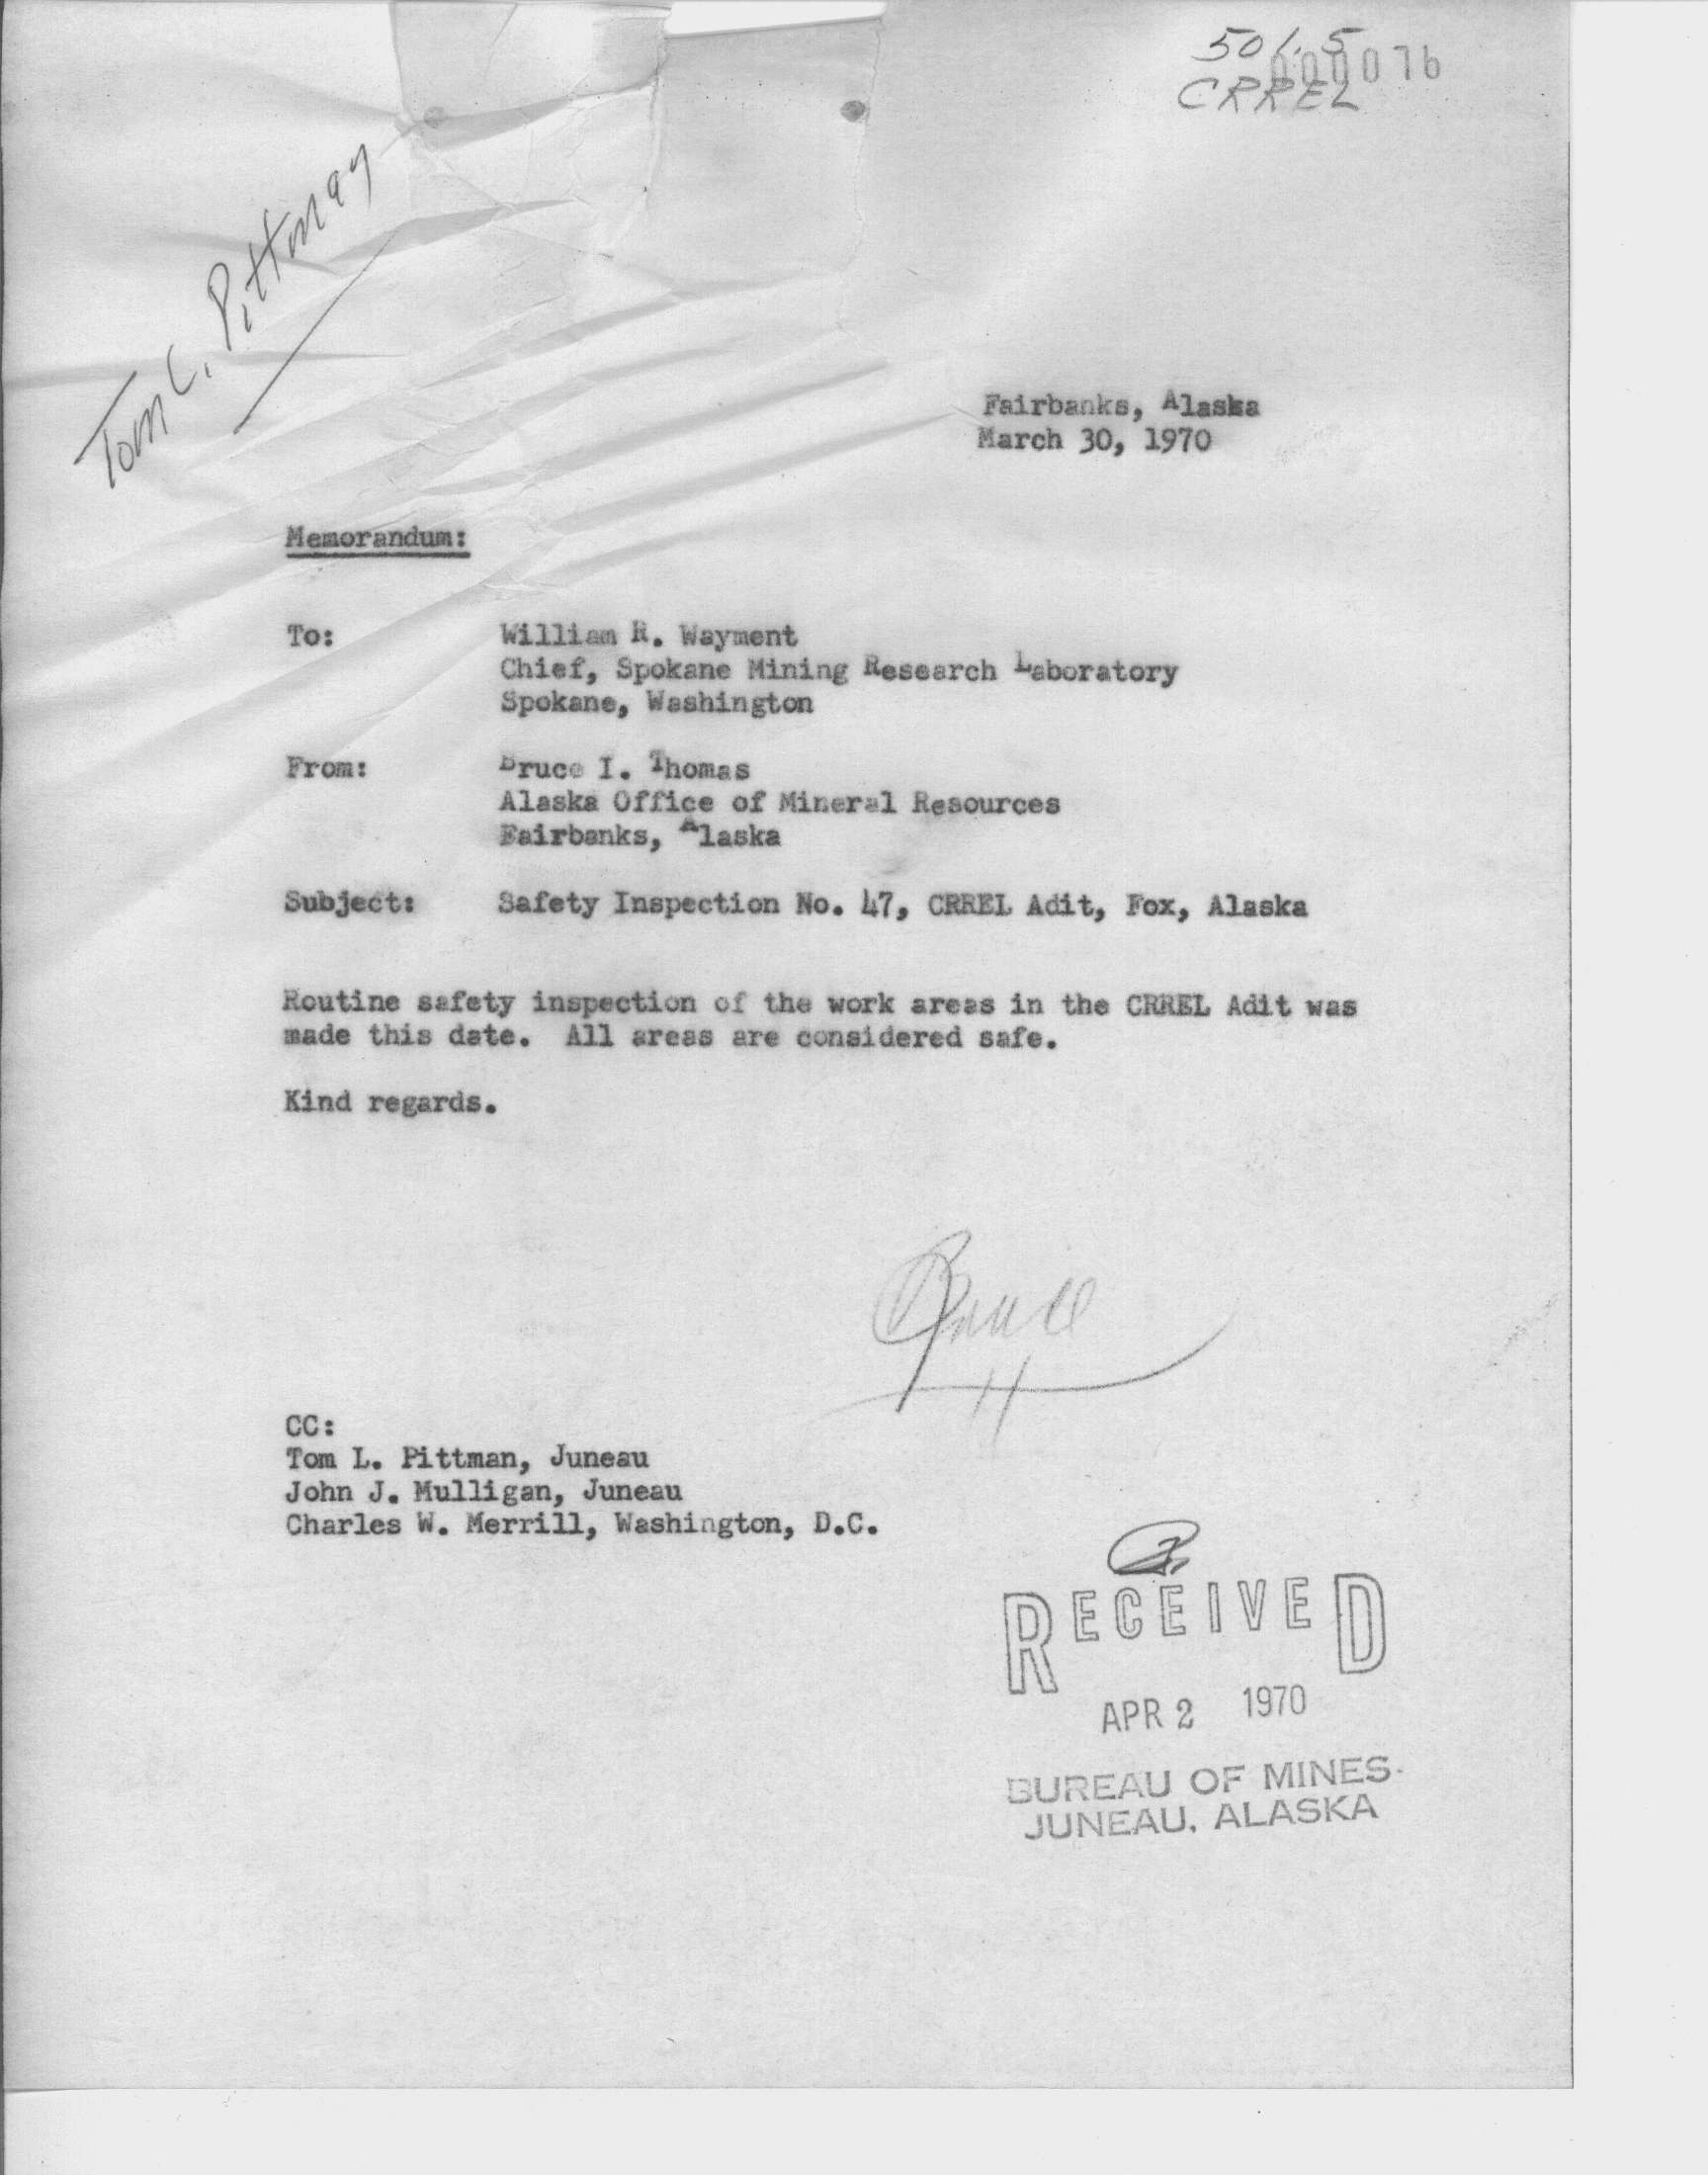 501.5
000076
CRREL
Tom L. Pittman
Fairbanks, Alaska
March 30, 1970
Memorandum:
To: William R. Wayment
Chief, Spokane Mining Research Laboratory
Spokane, Washington
From: Bruce I. Thomas
Alaska Office of Mineral Resources
Fairbanks, Alaska
Subject: Safety Inspection No. 47, CRREL Adit, Fox, Alaska
Routine safety inspection of the work areas in the CRREL Adit was
made this date. All areas are considered safe.
Kind regards.
Bruce
CC:
Tom L. Pittman, Juneau
John J. Mulligan, Juneau
Charles W. Merrill, Washington, D.C.
RECEIVED
APR 2 1970
BUREAU OF MINES
JUNEAU, ALASKA